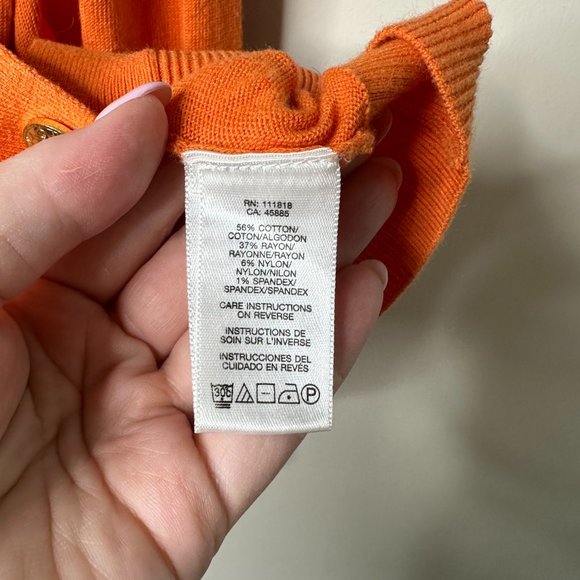 RN: 111818
CA: 45885
56% COTTON/
COTON/ALGODON
37% RAYON/
RAYONNE/RAYON
6% NYLON/
NYLON/NILON
1% SPANDEX/
SPANDEX/SPANDEX
CARE INSTRUCTIONS
ON REVERSE
INSTRUCTIONS DE
SOIN SUR L'INVERSE
INSTRUCCIONES DEL
CUIDADO EN REVÉS
P